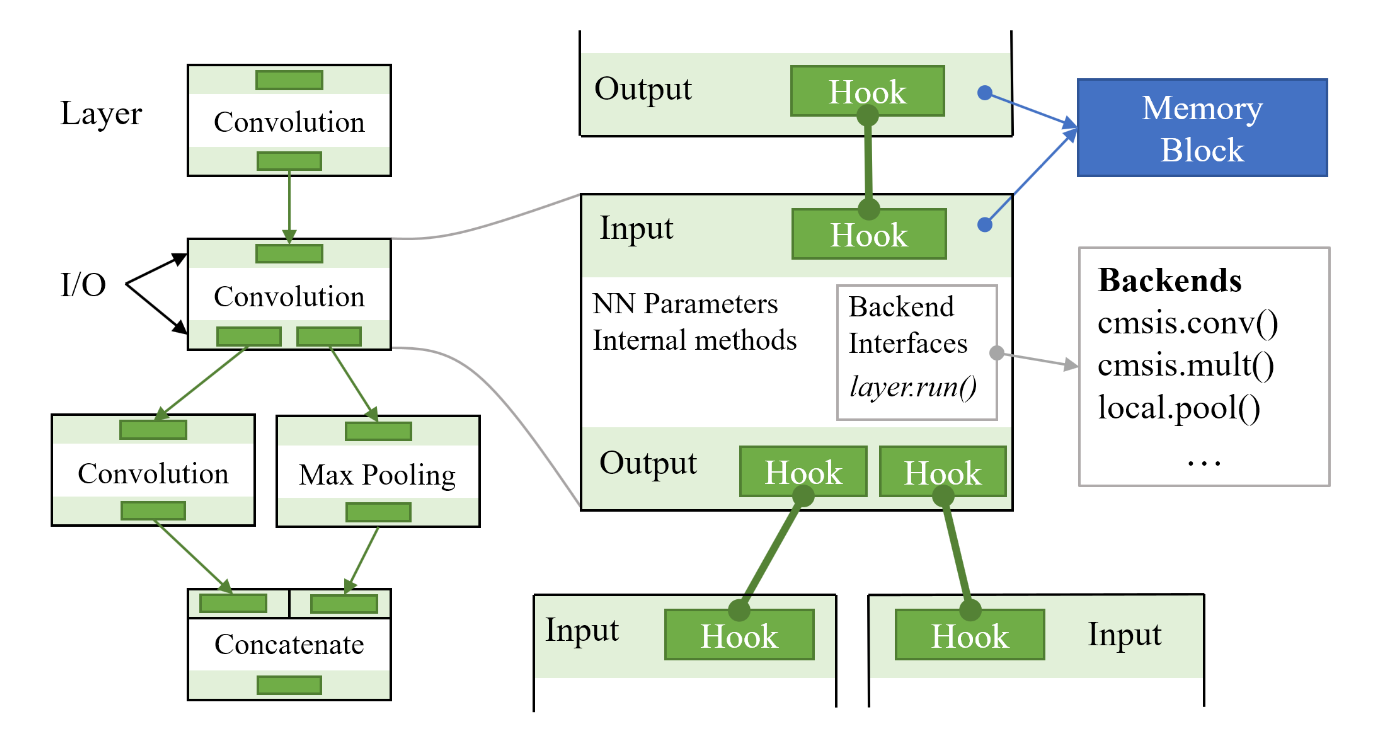 Layer
Convolution
I/O
Convolution
Convolution
Max Pooling
Concatenate
Output
Hook
Input
Hook
NN Parameters
Internal methods
Backend
Interfaces
layer.run()
Output
Hook
Hook
Input
Hook
Hook
Input
Memory
Block
Backends
cmsis.conv()
cmsis.mult()
local.pool()
…